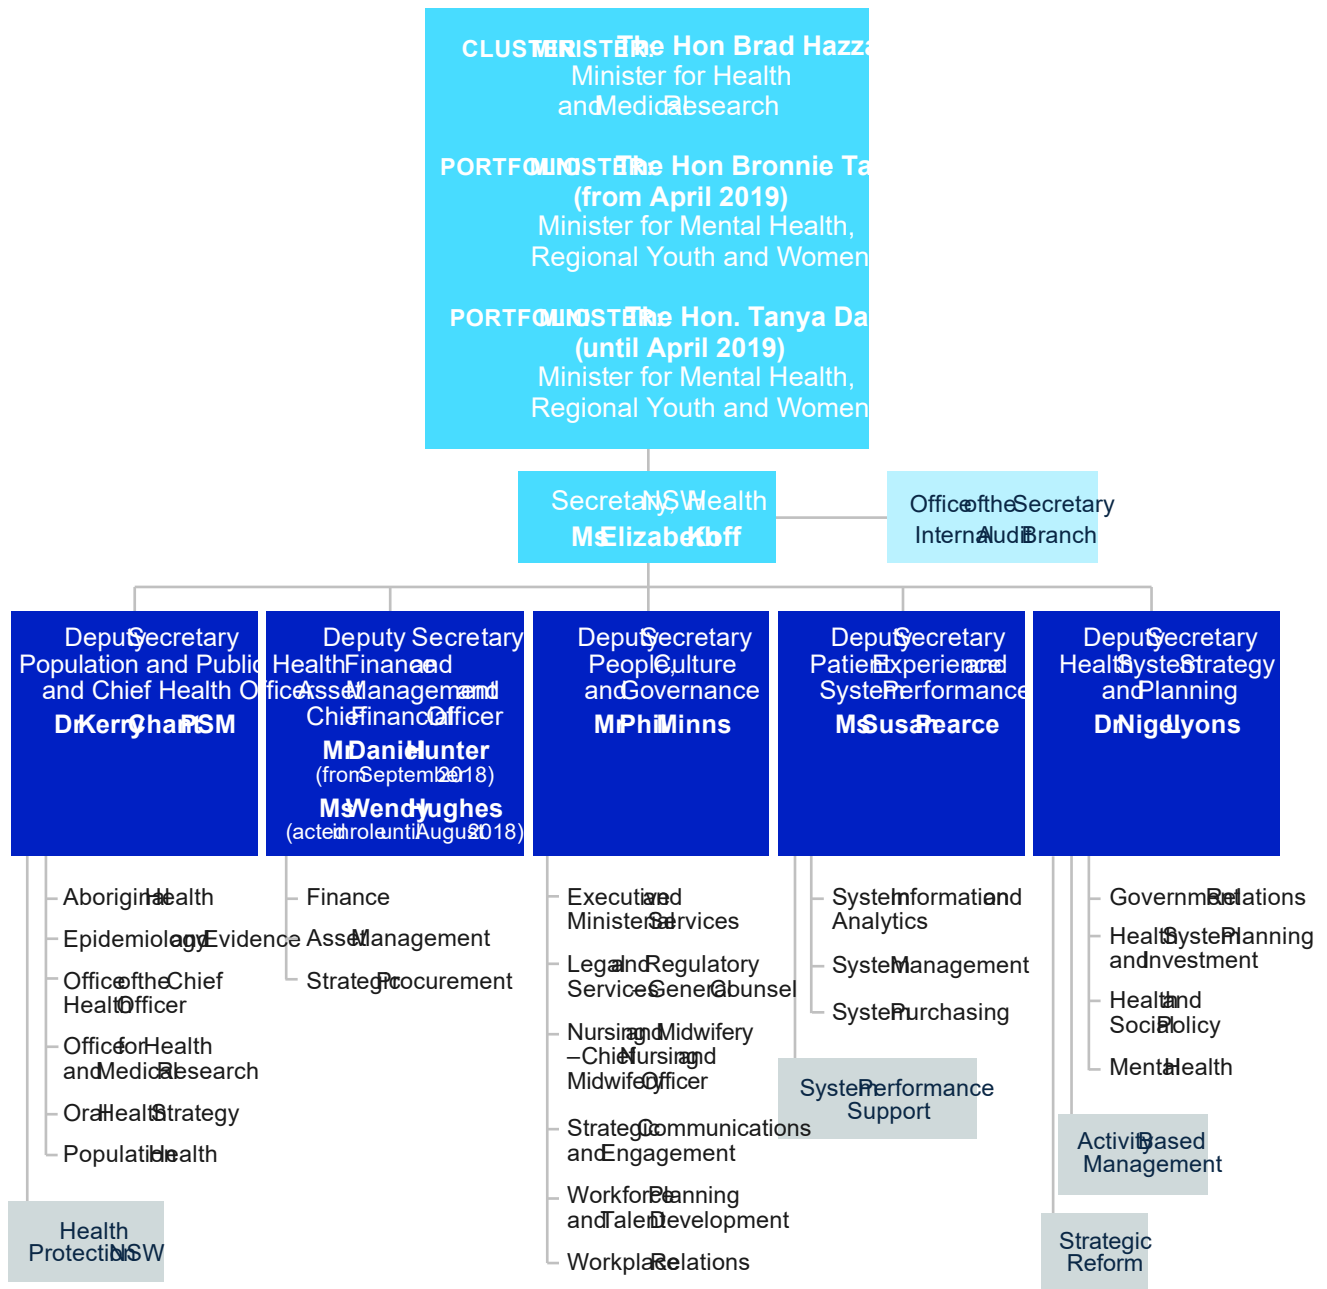 CLUSTER MINISTER: The Hon Brad Hazza
Minister for Health
and Medical Research
PORTFOLIO MINISTER: The Hon Bronnie Ta
(from April 2019)
Minister for Mental Health,
Regional Youth and Women
PORTFOLIO MINISTER: The Hon. Tanya Da
(until April 2019)
Minister for Mental Health,
Regional Youth and Women
Secretary, NSW Health
Ms Elizabeth Koff
Office of the Secretary
Internal Audit Branch
Deputy Secretary
Population and Public Health
and Chief Health Officer
Dr Kerry Chant PSM
Deputy Secretary
Finance and
Asset Management and
Chief Financial Officer
Mr Daniel Hunter
(from September 2018)
Ms Wendy Hughes
(acted in role until August 2018)
Deputy Secretary
People, Culture
and Governance
Mr Phil Minns
Deputy Secretary
Patient Experience and
System Performance
Ms Susan Pearce
Deputy Secretary
Health System Strategy
and Planning
Dr Nigel Lyons
Aboriginal Health
Epidemiology and Evidence
Office of the Chief
Health Officer
Office for Health
and Medical Research
Oral Health Strategy
Population Health
Health
Protection NSW
Finance
Asset Management
Strategic Procurement
Executive and
Ministerial Services
Legal and Regulatory
Services – General Counsel
Nursing and Midwifery
– Chief Nursing and
Midwifery Officer
Strategic Communications
and Engagement
Workforce Planning
and Talent Development
Workplace Relations
System Information and
Analytics
System Management
System Purchasing
System Performance
Support
Government Relations
Health System Planning
and Investment
Health and
Social Policy
Mental Health
Activity Based
Management
Strategic
Reform